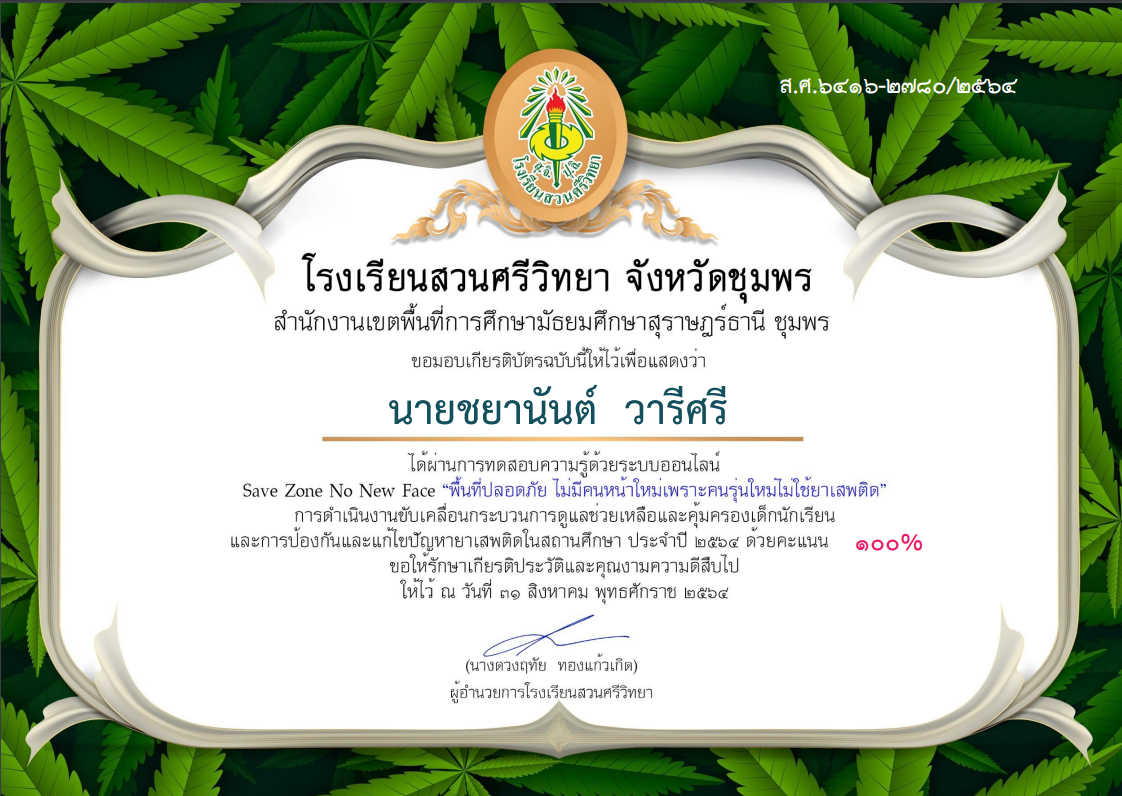 ส.ศ.๖๔๑๖-๒๗๘๐/๒๕๖๔
ส.จ. ป.ส.
โรงเรียนสวนศรีวิทยา
โรงเรียนสวนศรีวิทยา จังหวัดชุมพร
สำนักงานเขตพื้นที่การศึกษามัธยมศึกษาสุราษฎร์ธานี ชุมพร
ขอมอบเกียรติบัตรฉบับนี้ให้ไว้เพื่อแสดงว่า
นายชยานันต์ วารีศรี
ได้ผ่านการทดสอบความรู้ด้วยระบบออนไลน์
Save Zone No New Face “พื้นที่ปลอดภัย ไม่มีคนหน้าใหม่เพราะคนรุ่นใหม่ไม่ใช้ยาเสพติด”
การดำเนินงานขับเคลื่อนกระบวนการดูแลช่วยเหลือและคุ้มครองเด็กนักเรียน
และการป้องกันและแก้ไขปัญหายาเสพติดในสถานศึกษา ประจำปี ๒๕๖๔ ด้วยคะแนน ๑๐๐%
ขอให้รักษาเกียรติประวัติและคุณงามความดีสืบไป
ให้ไว้ ณ วันที่ ๓๑ สิงหาคม พุทธศักราช ๒๕๖๔
(นางดวงฤทัย ทองแก้วเกิด)
ผู้อำนวยการโรงเรียนสวนศรีวิทยา